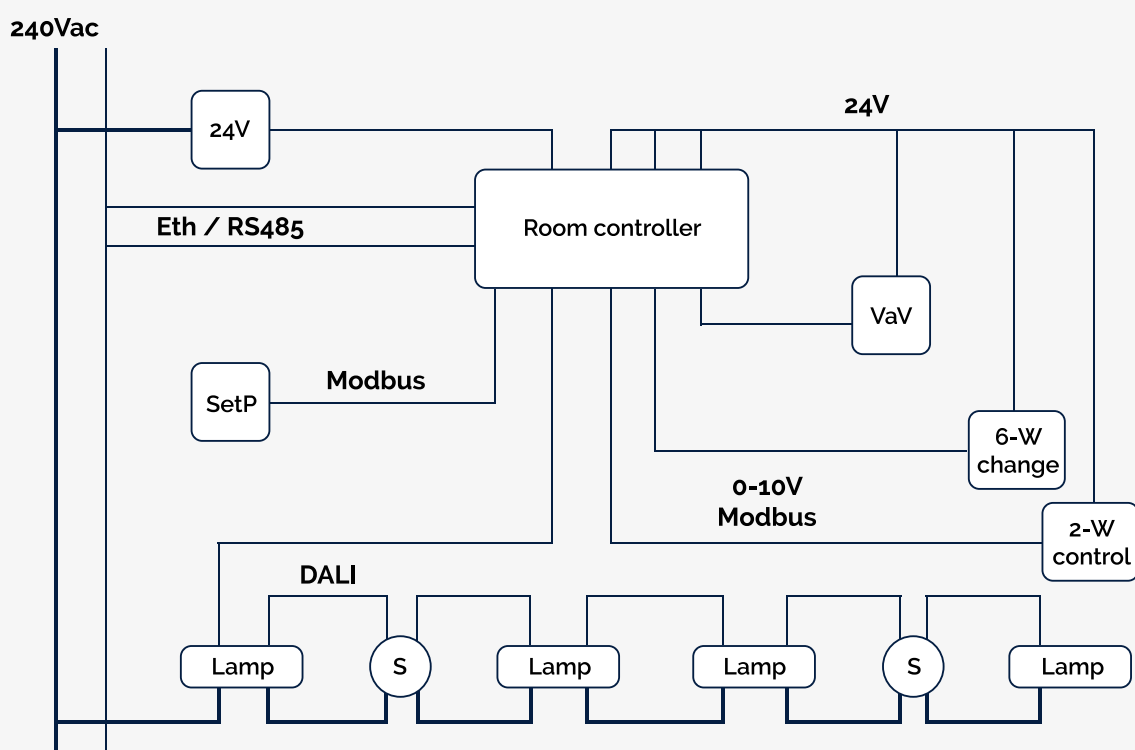 240Vac
24V
24V
Eth / RS485
Room controller
VaV
Modbus
SetP
6-W
change
0-10V
Modbus
2-W
control
DALI
Lamp
S
Lamp
Lamp
S
Lamp